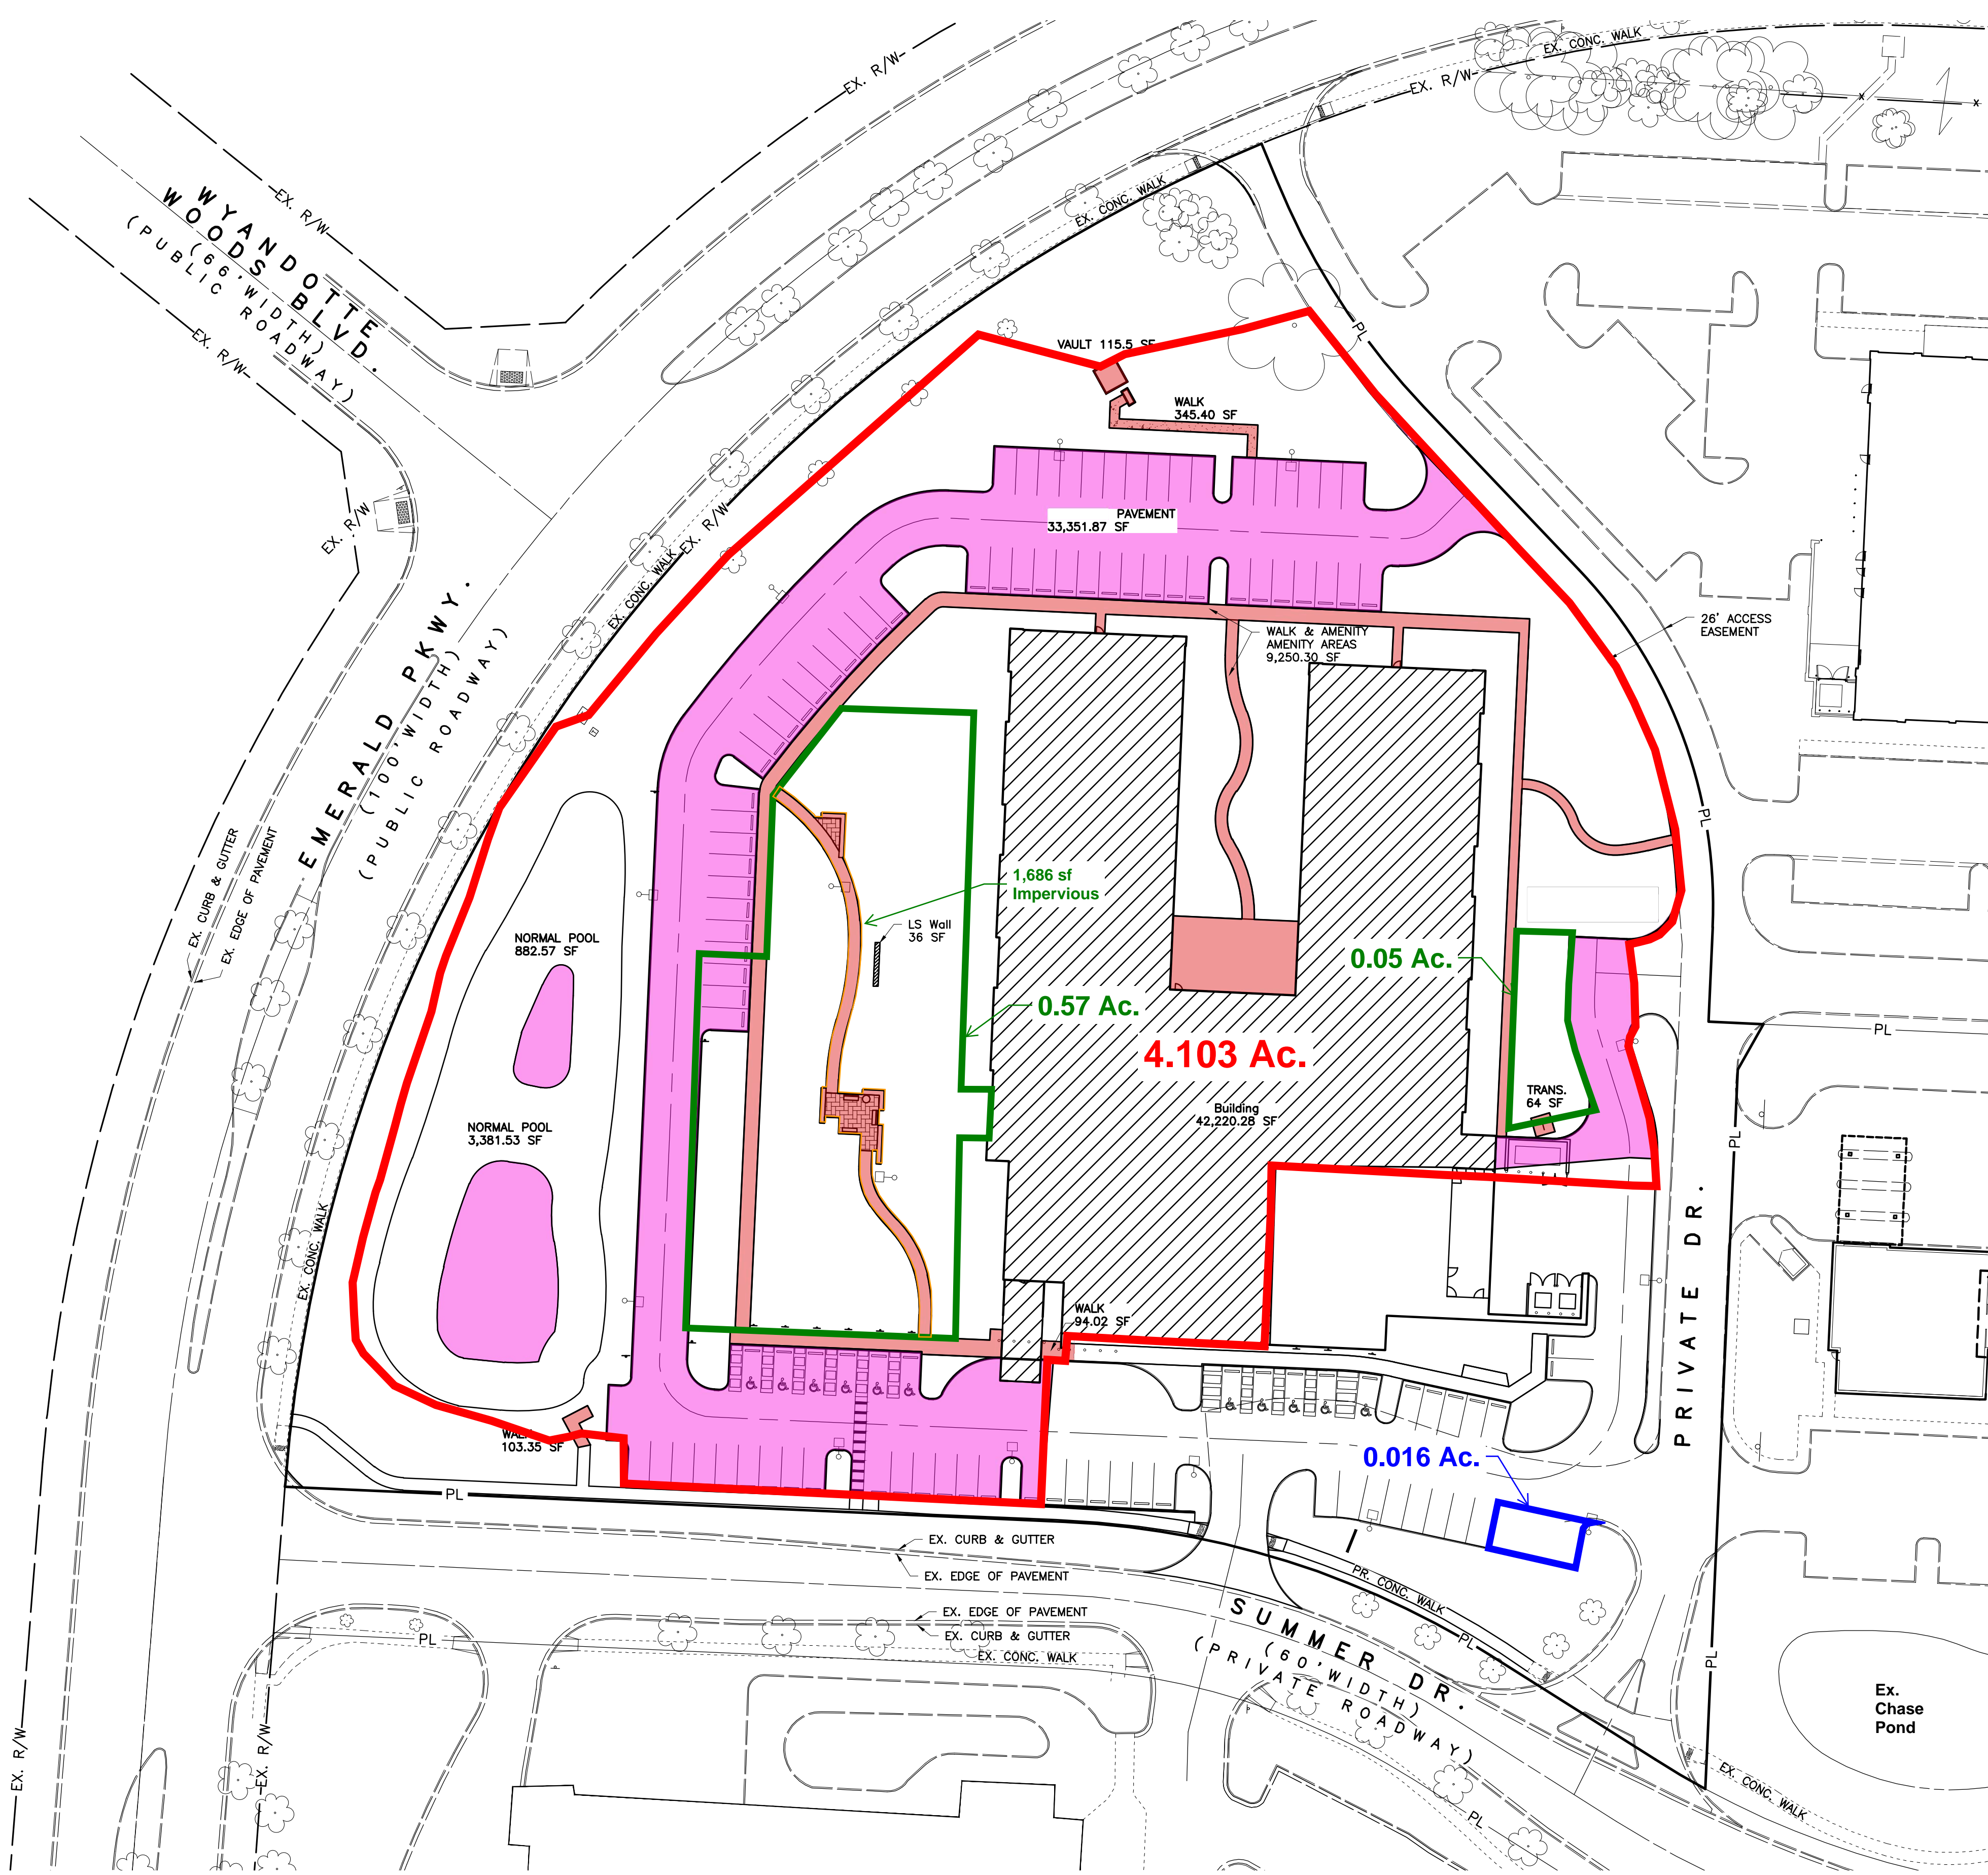 EX. CONC. WALK
EX. R/W
EX. R/W
EX. R/W
WYANDOTTE
WOODS BLVD.
(66' WIDTH)
(PUBLIC ROADWAY)
EX. R/W
EX. CONC. WALK
PL
VAULT 115.5 SF
WALK
345.40 SF
PAVEMENT
33,351.87 SF
EX. R/W
EX. R/W
EX. CONC. WALK
26' ACCESS
EASEMENT
WALK & AMENITY
AMENITY AREAS
9,250.30 SF
EMERALD PKWY.
(100' WIDTH)
(PUBLIC ROADWAY)
EX. CURB & GUTTER
EX. EDGE OF PAVEMENT
PL
1,686 sf
Impervious
LS Wall
36 SF
NORMAL POOL
882.57 SF
0.05 Ac.
0.57 Ac.
4.103 Ac.
PL
TRANS.
64 SF
Building
42,220.28 SF
NORMAL POOL
3,381.53 SF
PL
EX. CONC. WALK
WALK
94.02 SF
PRIVATE DR.
WALK
103.35 SF
0.016 Ac.
PL
EX. CURB & GUTTER
EX. EDGE OF PAVEMENT
PR. CONC. WALK
EX. EDGE OF PAVEMENT
EX. CURB & GUTTER
EX. CONC. WALK
PL
SUMMER DR.
(60' WIDTH)
(PRIVATE ROADWAY)
PL
PL
Ex.
Chase
Pond
EX. R/W
EX. R/W
EX. CONC. WALK
PL